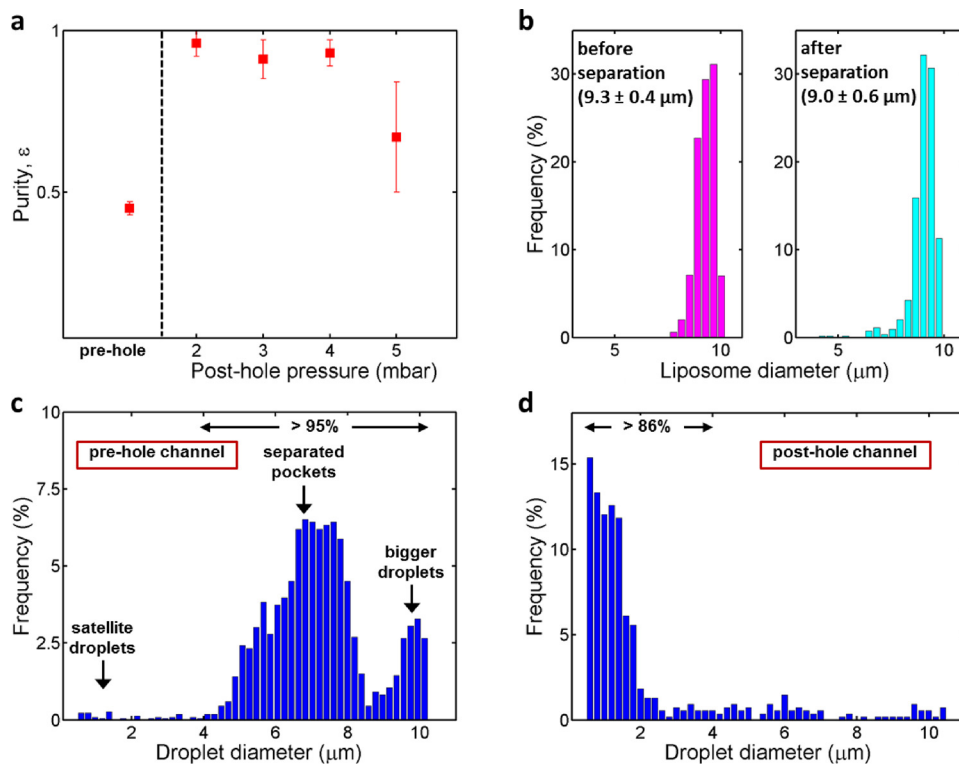 a
1
0.5
Purity, ε
pre-hole
2
3
4
5
Post-hole pressure (mbar)
b
before
separation
(9.3 ± 0.4 µm)
after
separation
(9.0 ± 0.6 µm)
30
20
10
0
Frequency (%)
5
10
30
20
10
0
5
10
Liposome diameter (µm)
c
10
7.5
5
2.5
0
Frequency (%)
> 95%
pre-hole channel
separated
pockets
bigger
droplets
satellite
droplets
2
4
6
8
10
Droplet diameter (µm)
d
15
10
5
0
Frequency (%)
> 86%
post-hole channel
2
4
6
8
10
Droplet diameter (µm)